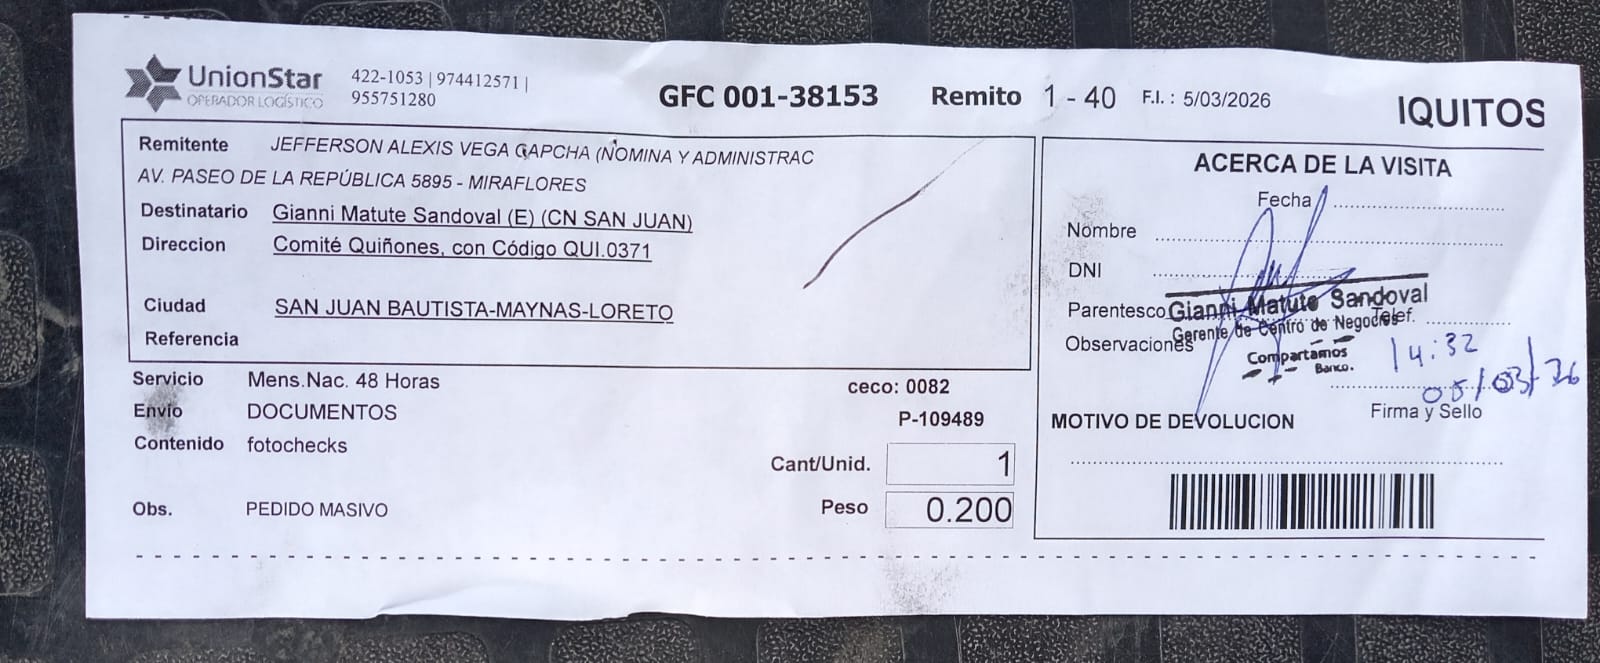 UnionStar
OPERADOR LOGÍSTICO
422-1053 | 974412571 |
955751280
GFC 001-38153
Remito 1 - 40
F.I. : 5/03/2026
IQUITOS
Remitente JEFFERSON ALEXIS VEGA CAPCHA (NOMINA Y ADMINISTRAC
AV. PASEO DE LA REPÚBLICA 5895 - MIRAFLORES
Destinatario Gianni Matute Sandoval (E) (CN SAN JUAN)
Direccion Comité Quiñones, con Código QUI.0371
Ciudad SAN JUAN BAUTISTA-MAYNAS-LORETO
Referencia
Servicio Mens.Nac. 48 Horas
ceco: 0082
Envío DOCUMENTOS
P-109489
Contenido fotochecks
Cant/Unid. 1
Obs. PEDIDO MASIVO
Peso 0.200
ACERCA DE LA VISITA
Fecha
Nombre
DNI
Parentesco
Telef.
Observaciones
Gianni Matute Sandoval
Gerente de Centro de Negocios
Compartamos
Banco.
14:32
05/03/26
Firma y Sello
MOTIVO DE DEVOLUCION